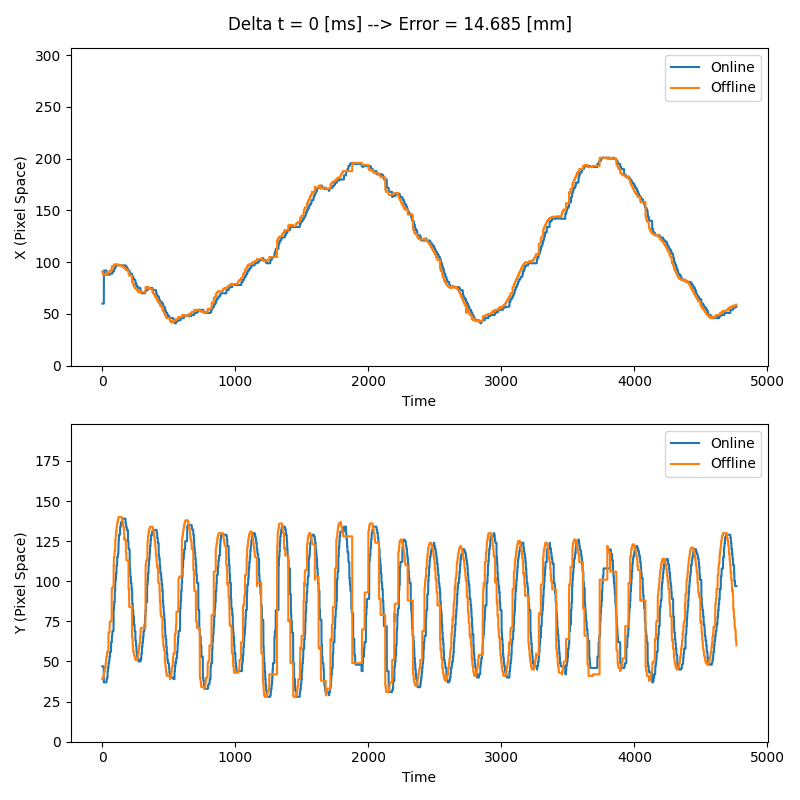 Delta t = 0 [ms] --> Error = 14.685 [mm]
300
250
200
150
100
50
0
X (Pixel Space)
Online
Offline
0 1000 2000 3000 4000 5000
Time
175
150
125
100
75
50
25
0
Y (Pixel Space)
Online
Offline
0 1000 2000 3000 4000 5000
Time